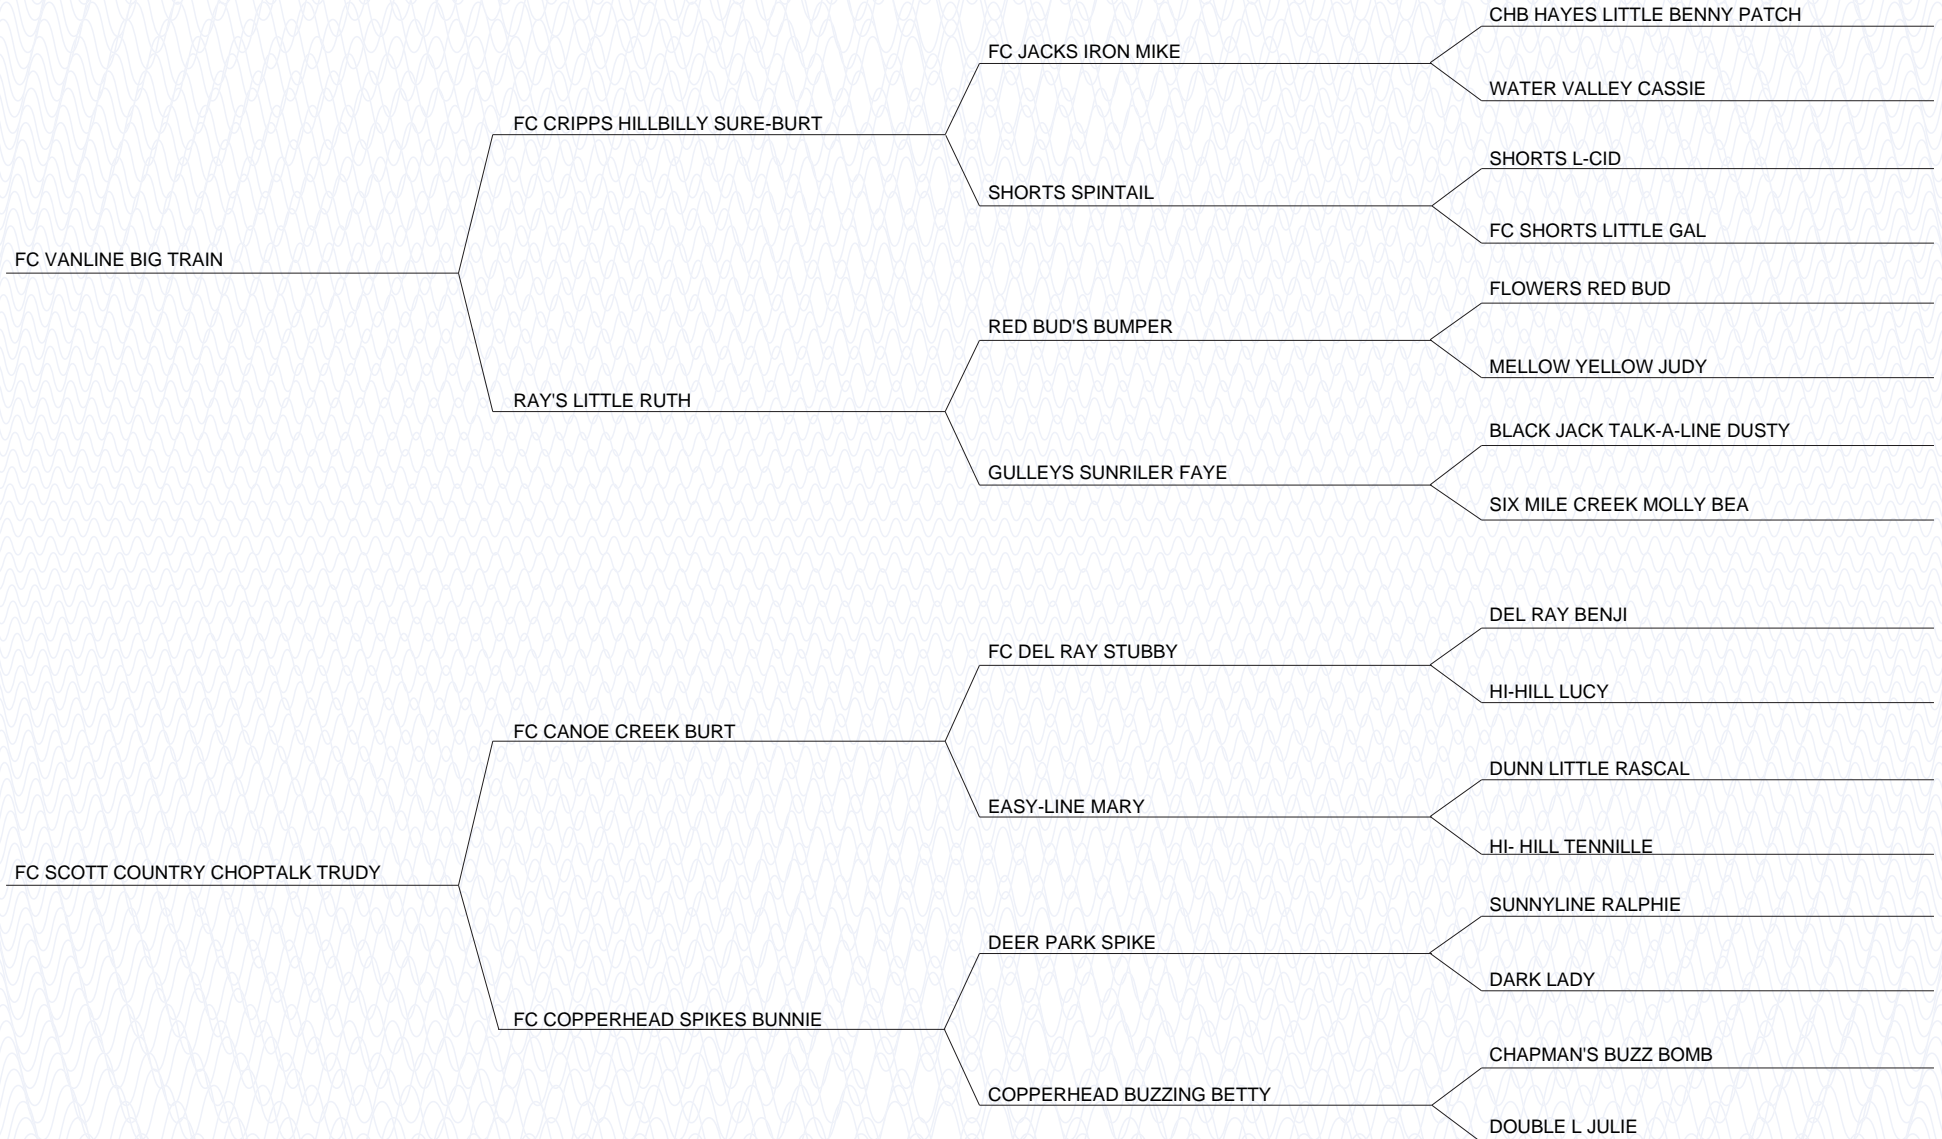 CHB HAYES LITTLE BENNY PATCH
FC JACKS IRON MIKE
WATER VALLEY CASSIE
FC CRIPPS HILLBILLY SURE-BURT
SHORTS L-CID
SHORTS SPINTAIL
FC SHORTS LITTLE GAL
FC VANLINE BIG TRAIN
FLOWERS RED BUD
RED BUD'S BUMPER
MELLOW YELLOW JUDY
RAY'S LITTLE RUTH
BLACK JACK TALK-A-LINE DUSTY
GULLEYS SUNRILER FAYE
SIX MILE CREEK MOLLY BEA
DEL RAY BENJI
FC DEL RAY STUBBY
HI-HILL LUCY
FC CANOE CREEK BURT
DUNN LITTLE RASCAL
EASY-LINE MARY
HI- HILL TENNILLE
FC SCOTT COUNTRY CHOPTALK TRUDY
SUNNYLINE RALPHIE
DEER PARK SPIKE
DARK LADY
FC COPPERHEAD SPIKES BUNNIE
CHAPMAN'S BUZZ BOMB
COPPERHEAD BUZZING BETTY
DOUBLE L JULIE